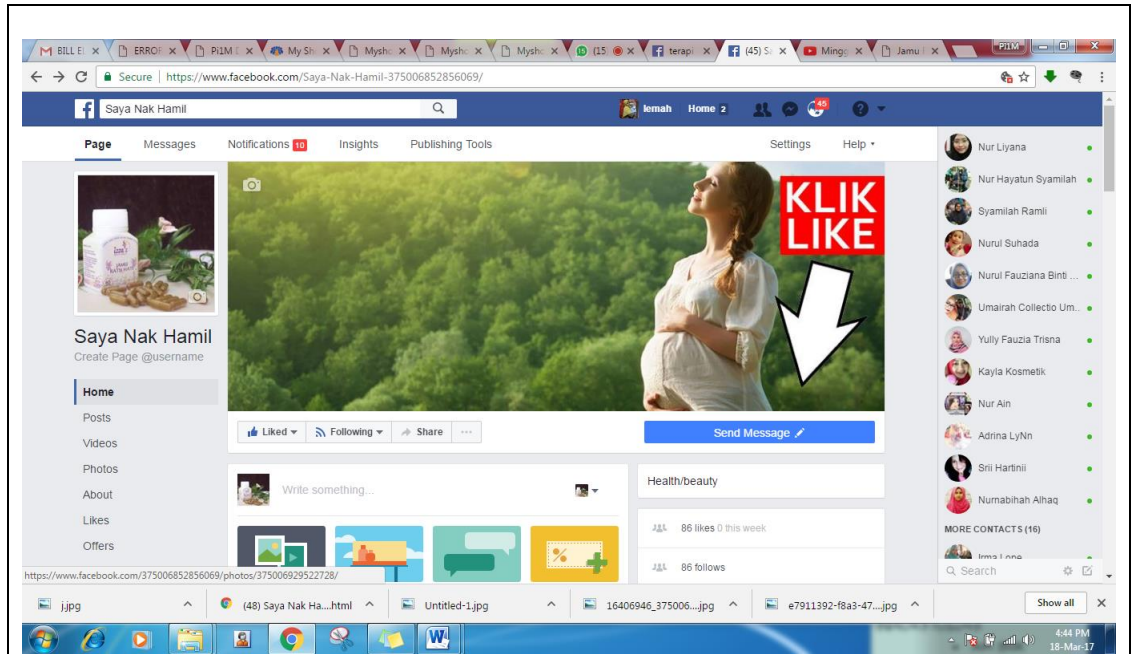 BILL E
ERROF
Pi1M
My Sh
Mysho
Mysho
Mysho
(15
terapi
(45) Sa
Mingg
Jamu
PI1M
Secure | https://www.facebook.com/Saya-Nak-Hamil-375006852856069/
Saya Nak Hamil
lemah Home 2
45
Page Messages Notifications 10 Insights Publishing Tools Settings Help
KLIK
LIKE
Saya Nak Hamil
Create Page @username
Home
Posts
Videos
Photos
About
Likes
Offers
Liked Following Share ... Send Message
Write something...
Health/beauty
86 likes 0 this week
86 follows
Nur Liyana
Nur Hayatun Syamilah
Syamilah Ramli
Nurul Suhada
Nurul Fauziana Binti ...
Umairah Collectio Um...
Yully Fauzia Trisna
Kayla Kosmetik
Nur Ain
Adrina LyNn
Srii Hartinii
Nurnabihah Alhaq
MORE CONTACTS (16)
Irma Lope
Search
https://www.facebook.com/375006852856069/photos/375006929522728/
j.jpg
(48) Saya Nak Ha....html
Untitled-1.jpg
16406946_375006....jpg
e7911392-f8a3-47....jpg
Show all
4:44 PM
18-Mar-17